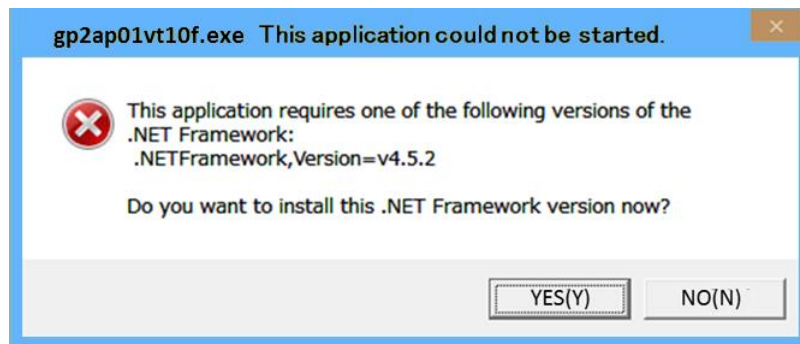 gp2ap01vt10f.exe This application could not be started.
This application requires one of the following versions of the
.NET Framework:
.NETFramework,Version=v4.5.2
Do you want to install this .NET Framework version now?
YES(Y) NO(N)